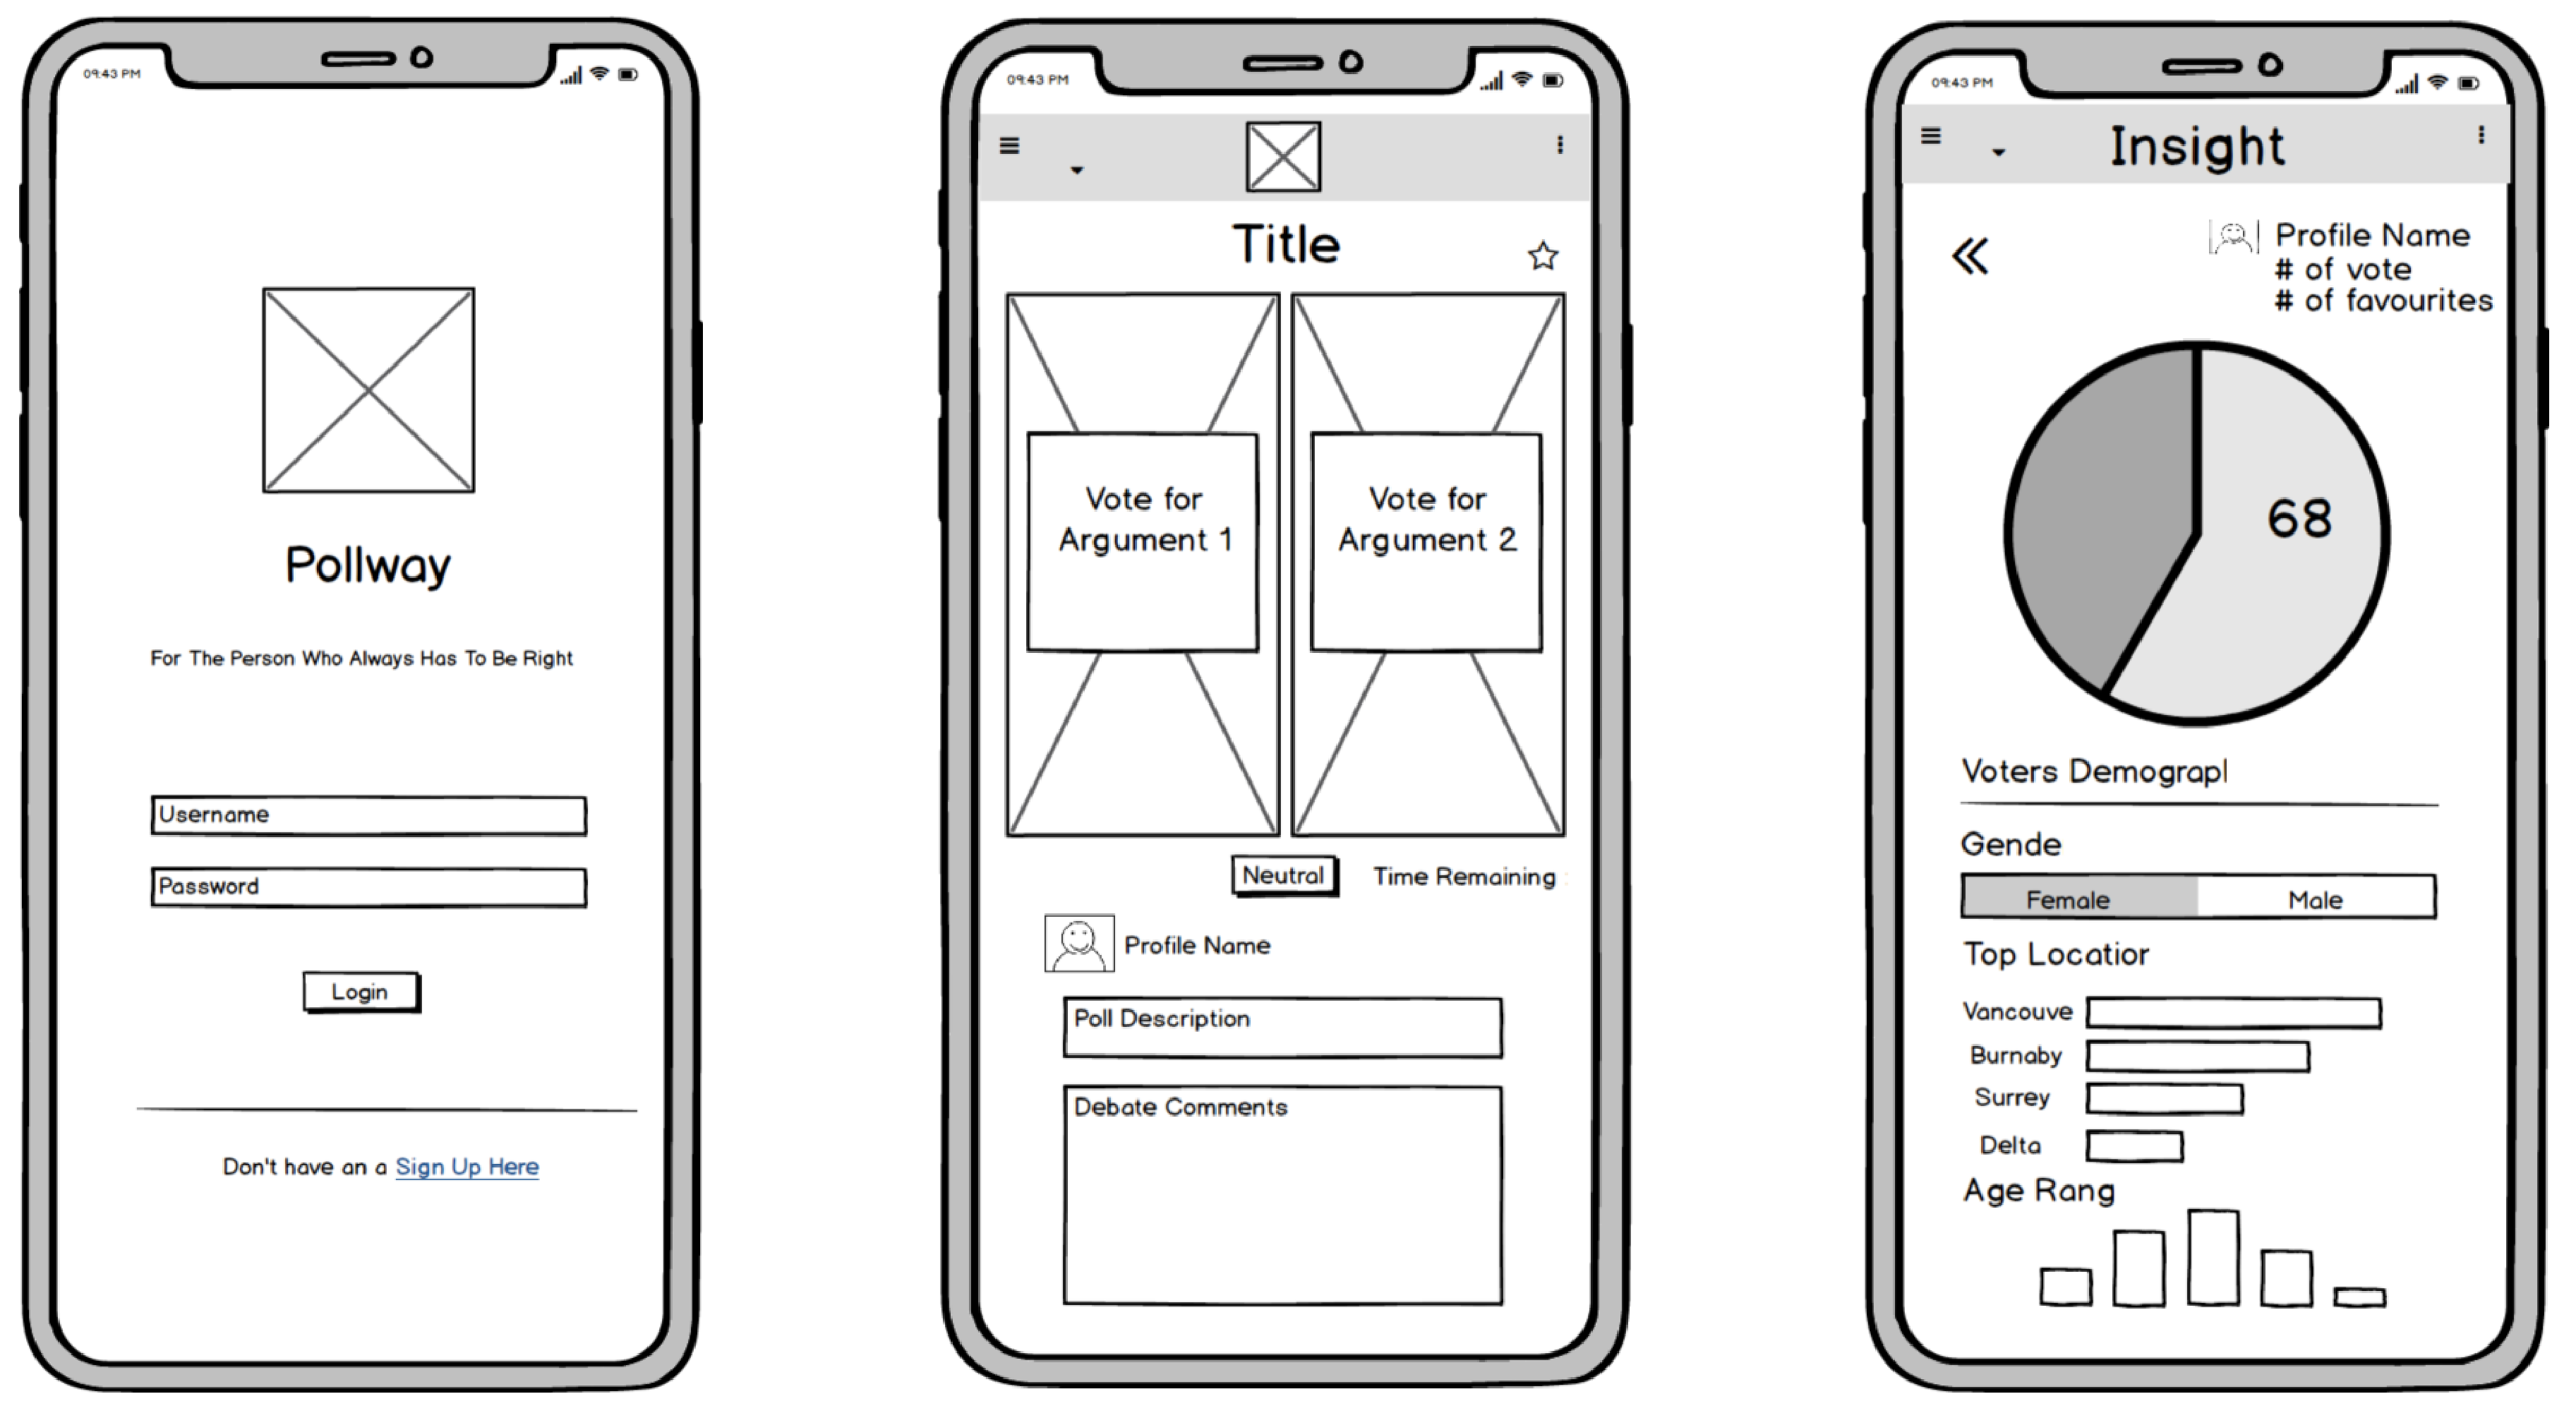 09:43 PM
Pollway
For The Person Who Always Has To Be Right
Username
Password
Login
Don't have an a Sign Up Here
09:43 PM
Title
Vote for
Argument 1
Vote for
Argument 2
Neutral
Time Remaining :
Profile Name
Poll Description
Debate Comments
09:43 PM
Insight
Profile Name
# of vote
# of favourites
68
Voters Demograpl
Gende
Female Male
Top Locatior
Vancouve
Burnaby
Surrey
Delta
Age Rang